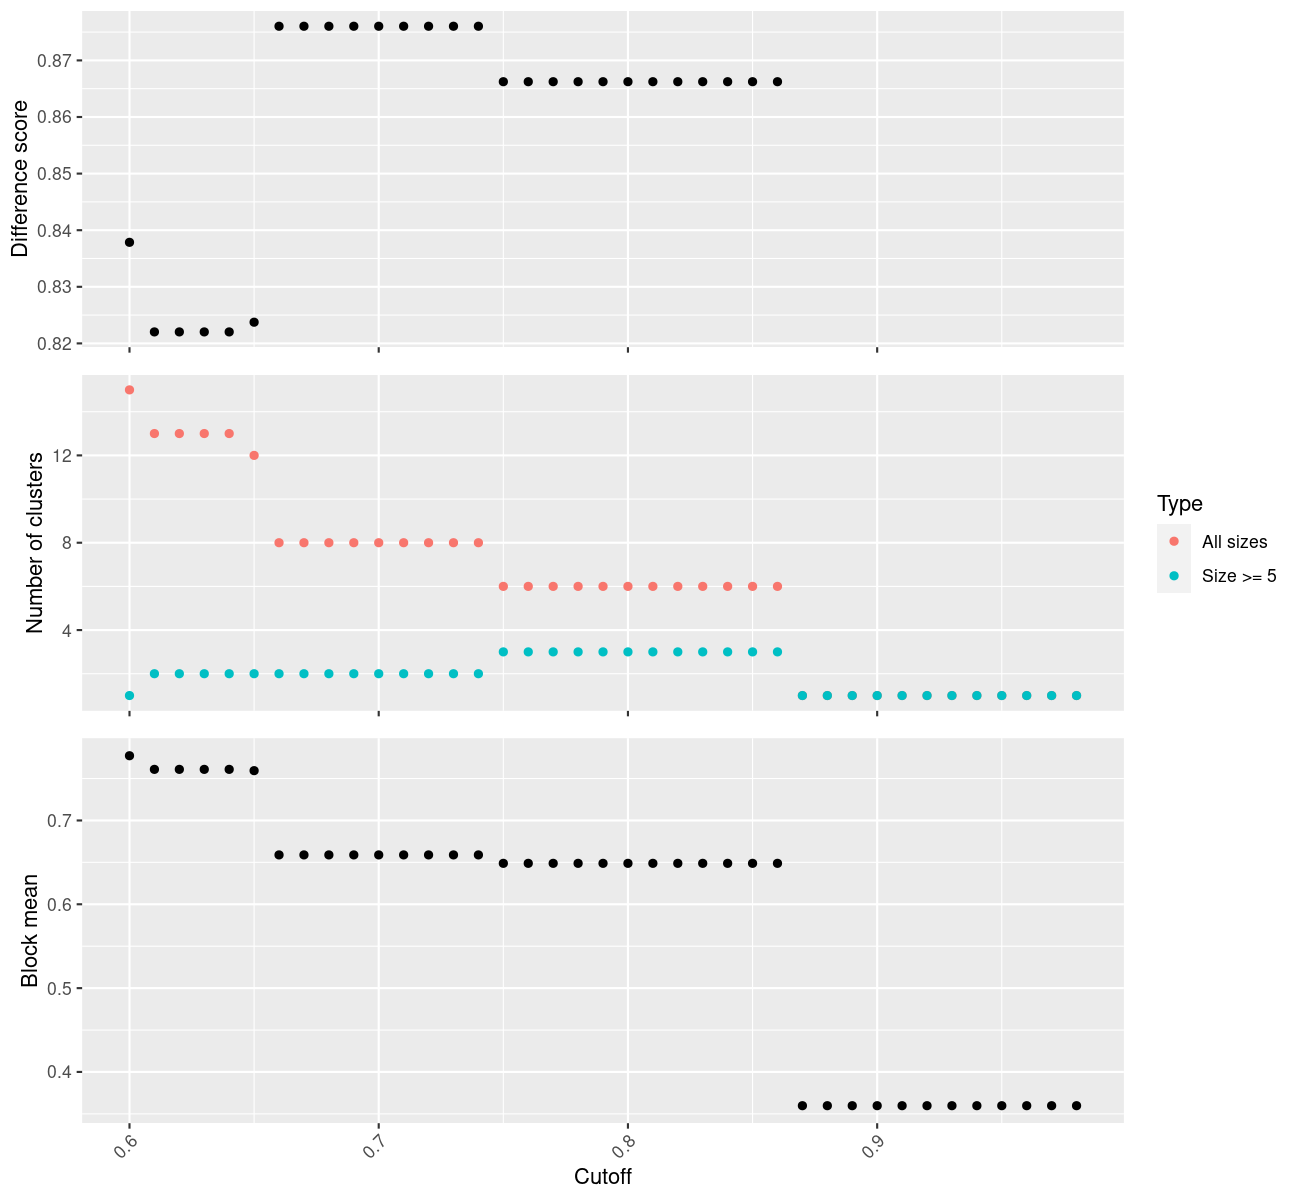 Difference score
0.87
0.86
0.85
0.84
0.83
0.82
Number of clusters
12
8
4
Type
All sizes
Size >= 5
Block mean
0.7
0.6
0.5
0.4
0.6 0.7 0.8 0.9
Cutoff